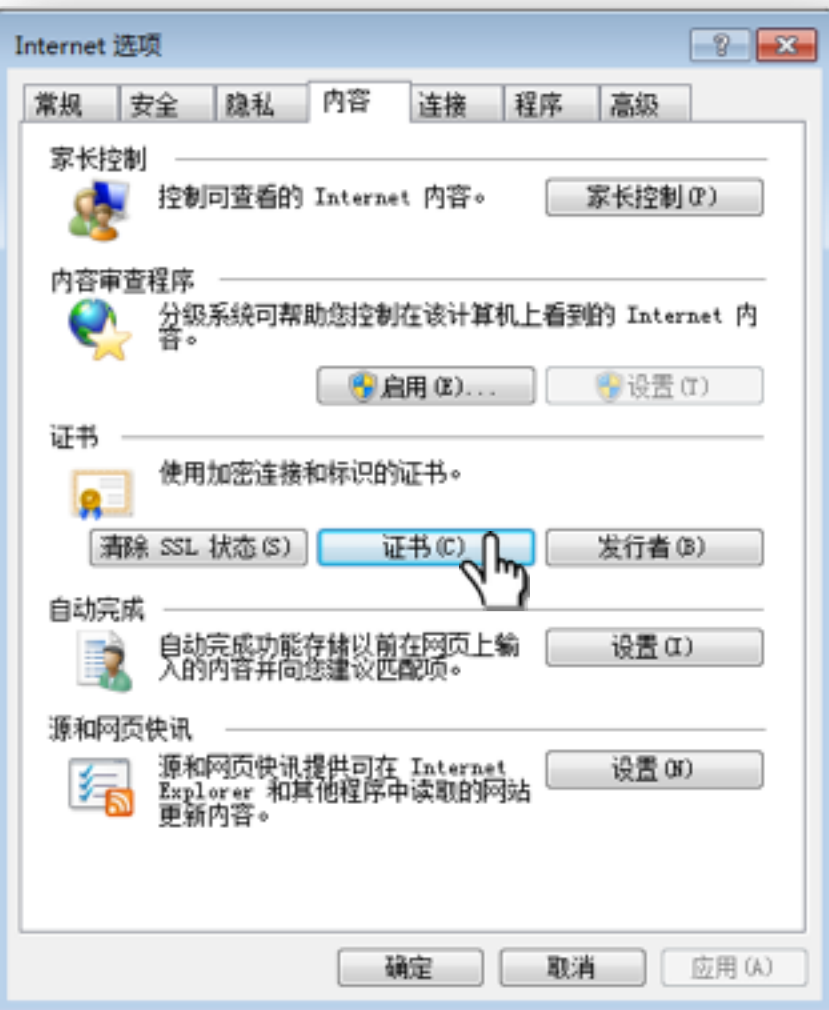 Internet 选项
常规 安全 隐私 内容 连接 程序 高级
家长控制
控制可查看的 Internet 内容。 家长控制(P)
内容审查程序
分级系统可帮助您控制在该计算机上看到的 Internet 内
容。
启用(E)... 设置(T)
证书
使用加密连接和标识的证书。
清除 SSL 状态(S) 证书(C) 发行者(B)
自动完成
自动完成功能存储以前在网页上输 设置(I)
入的内容并向您建议匹配项。
源和网页快讯
源和网页快讯提供可在 Internet 设置(N)
Explorer 和其他程序中读取的网站
更新内容。
确定 取消 应用(A)